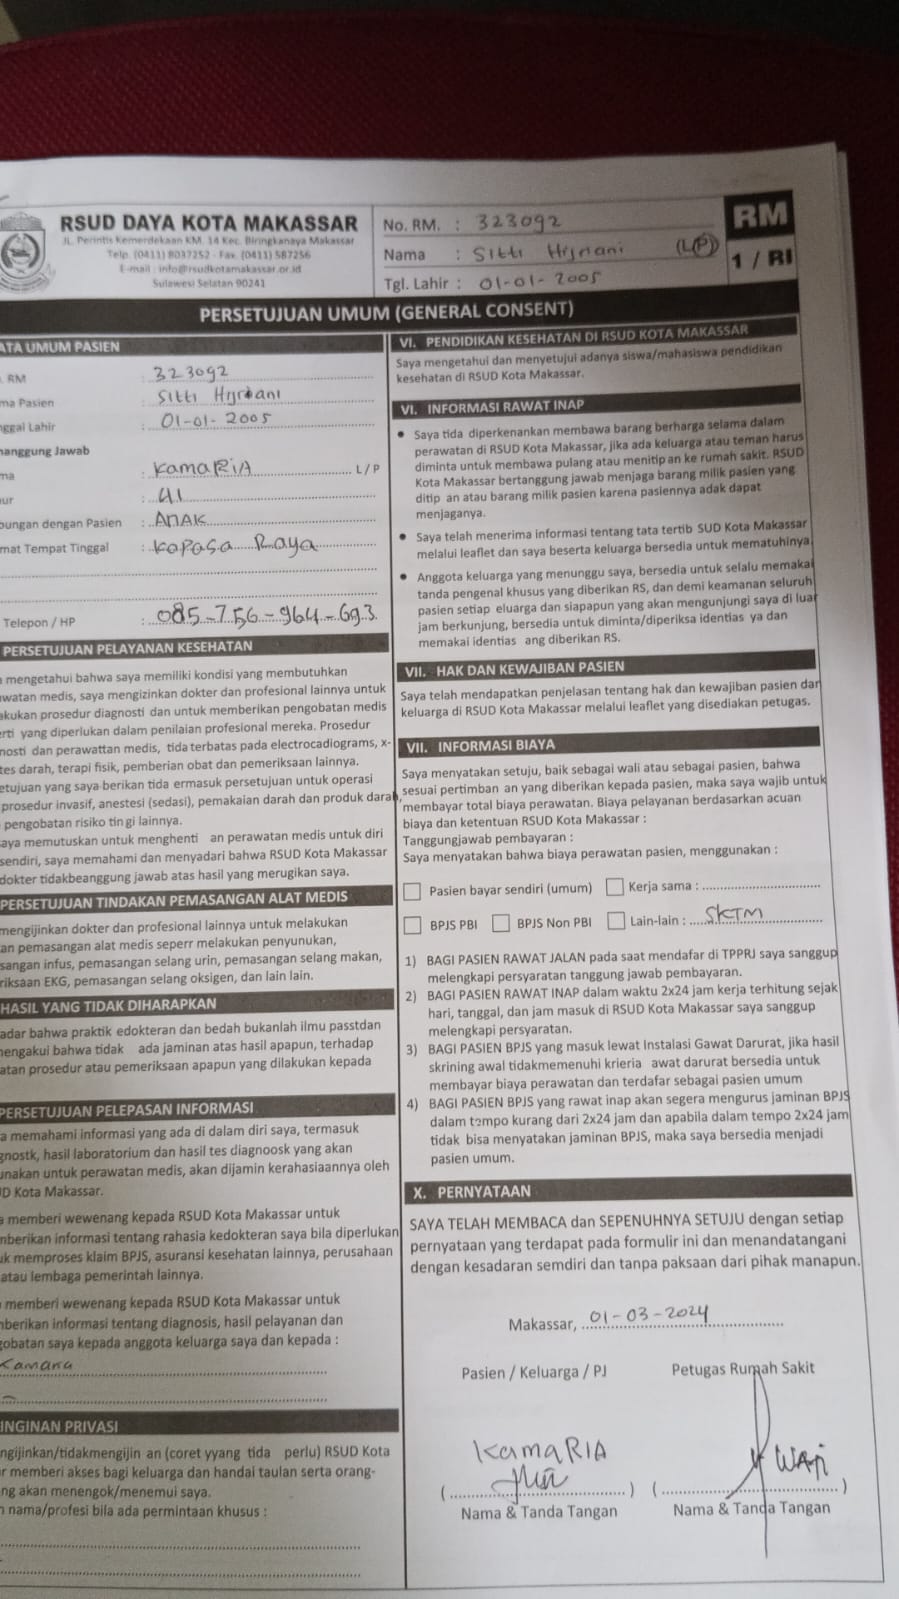 RSUD DAYA KOTA MAKASSAR
JL. Perintis Kemerdekaan KM. 14 Kec. Biringkanaya Makassar
Telp. (0411) 8037252 - Fax. (0411) 587256
E-mail : info@rsudkotamakassar.or.id
Sulawesi Selatan 90241
No. RM. : 323092
Nama : Sitti Hijriani (L/P)
Tgl. Lahir : 01-01-2005
RM
1 / RI
PERSETUJUAN UMUM (GENERAL CONSENT)
ATA UMUM PASIEN
. RM : 323092
ma Pasien : Sitti Hijriani
nggal Lahir : 01-01-2005
nanggung Jawab
ma : KamaRIA L/P
ur : 41
bungan dengan Pasien : ANAK
mat Tempat Tinggal : Kapasa Raya
Telepon / HP : 085-756-964-693
PERSETUJUAN PELAYANAN KESEHATAN
a mengetahui bahwa saya memiliki kondisi yang membutuhkan
watan medis, saya mengizinkan dokter dan profesional lainnya untuk
akukan prosedur diagnosti dan untuk memberikan pengobatan medis
erti yang diperlukan dalam penilaian profesional mereka. Prosedur
nosti dan perawattan medis, tida terbatas pada electrocadiograms, x-
tes darah, terapi fisik, pemberian obat dan pemeriksaan lainnya.
etujuan yang saya berikan tida ermasuk persetujuan untuk operasi
prosedur invasif, anestesi (sedasi), pemakaian darah dan produk darah,
pengobatan risiko tin gi lainnya.
aya memutuskan untuk menghenti an perawatan medis untuk diri
sendiri, saya memahami dan menyadari bahwa RSUD Kota Makassar
dokter tidakbeanggung jawab atas hasil yang merugikan saya.
PERSETUJUAN TINDAKAN PEMASANGAN ALAT MEDIS
mengijinkan dokter dan profesional lainnya untuk melakukan
an pemasangan alat medis seperr melakukan penyunukan,
sangan infus, pemasangan selang urin, pemasangan selang makan,
riksaan EKG, pemasangan selang oksigen, dan lain lain.
HASIL YANG TIDAK DIHARAPKAN
adar bahwa praktik edokteran dan bedah bukanlah ilmu passtdan
nengakui bahwa tidak ada jaminan atas hasil apapun, terhadap
atan prosedur atau pemeriksaan apapun yang dilakukan kepada
PERSETUJUAN PELEPASAN INFORMASI
a memahami informasi yang ada di dalam diri saya, termasuk
gnostk, hasil laboratorium dan hasil tes diagnoosk yang akan
unakan untuk perawatan medis, akan dijamin kerahasiaannya oleh
UD Kota Makassar.
a memberi wewenang kepada RSUD Kota Makassar untuk
mberikan informasi tentang rahasia kedokteran saya bila diperlukan
uk memproses klaim BPJS, asuransi kesehatan lainnya, perusahaan
atau lembaga pemerintah lainnya.
memberi wewenang kepada RSUD Kota Makassar untuk
nberikan informasi tentang diagnosis, hasil pelayanan dan
gobatan saya kepada anggota keluarga saya dan kepada :
Kamaria
INGINAN PRIVASI
ngijinkan/tidakmengijin an (coret yyang tida perlu) RSUD Kota
r memberi akses bagi keluarga dan handai taulan serta orang-
ng akan menengok/menemui saya.
n nama/profesi bila ada permintaan khusus :
VI. PENDIDIKAN KESEHATAN DI RSUD KOTA MAKASSAR
Saya mengetahui dan menyetujui adanya siswa/mahasiswa pendidikan
kesehatan di RSUD Kota Makassar.
VI. INFORMASI RAWAT INAP
• Saya tida diperkenankan membawa barang berharga selama dalam
perawatan di RSUD Kota Makassar, jika ada keluarga atau teman harus
diminta untuk membawa pulang atau menitip an ke rumah sakit. RSUD
Kota Makassar bertanggung jawab menjaga barang milik pasien yang
ditip an atau barang milik pasien karena pasiennya adak dapat
menjaganya.
• Saya telah menerima informasi tentang tata tertib SUD Kota Makassar
melalui leaflet dan saya beserta keluarga bersedia untuk mematuhinya
• Anggota keluarga yang menunggu saya, bersedia untuk selalu memakai
tanda pengenal khusus yang diberikan RS, dan demi keamanan seluruh
pasien setiap eluarga dan siapapun yang akan mengunjungi saya di luar
jam berkunjung, bersedia untuk diminta/diperiksa identias ya dan
memakai identias ang diberikan RS.
VII. HAK DAN KEWAJIBAN PASIEN
Saya telah mendapatkan penjelasan tentang hak dan kewajiban pasien dan
keluarga di RSUD Kota Makassar melalui leaflet yang disediakan petugas.
VII. INFORMASI BIAYA
Saya menyatakan setuju, baik sebagai wali atau sebagai pasien, bahwa
sesuai pertimban an yang diberikan kepada pasien, maka saya wajib untuk
membayar total biaya perawatan. Biaya pelayanan berdasarkan acuan
biaya dan ketentuan RSUD Kota Makassar :
Tanggungjawab pembayaran :
Saya menyatakan bahwa biaya perawatan pasien, menggunakan :
Pasien bayar sendiri (umum) Kerja sama :
BPJS PBI BPJS Non PBI Lain-lain : SKTM
1) BAGI PASIEN RAWAT JALAN pada saat mendafar di TPPRJ saya sanggup
melengkapi persyaratan tanggung jawab pembayaran.
2) BAGI PASIEN RAWAT INAP dalam waktu 2x24 jam kerja terhitung sejak
hari, tanggal, dan jam masuk di RSUD Kota Makassar saya sanggup
melengkapi persyaratan.
3) BAGI PASIEN BPJS yang masuk lewat Instalasi Gawat Darurat, jika hasil
skrining awal tidakmemenuhi krieria awat darurat bersedia untuk
membayar biaya perawatan dan terdafar sebagai pasien umum
4) BAGI PASIEN BPJS yang rawat inap akan segera mengurus jaminan BPJS
dalam tempo kurang dari 2x24 jam dan apabila dalam tempo 2x24 jam
tidak bisa menyatakan jaminan BPJS, maka saya bersedia menjadi
pasien umum.
X. PERNYATAAN
SAYA TELAH MEMBACA dan SEPENUHNYA SETUJU dengan setiap
pernyataan yang terdapat pada formulir ini dan menandatangani
dengan kesadaran semdiri dan tanpa paksaan dari pihak manapun.
Makassar, 01-03-2024
Pasien / Keluarga / PJ Petugas Rumah Sakit
KamaRIA
Nama & Tanda Tangan Nama & Tanda Tangan